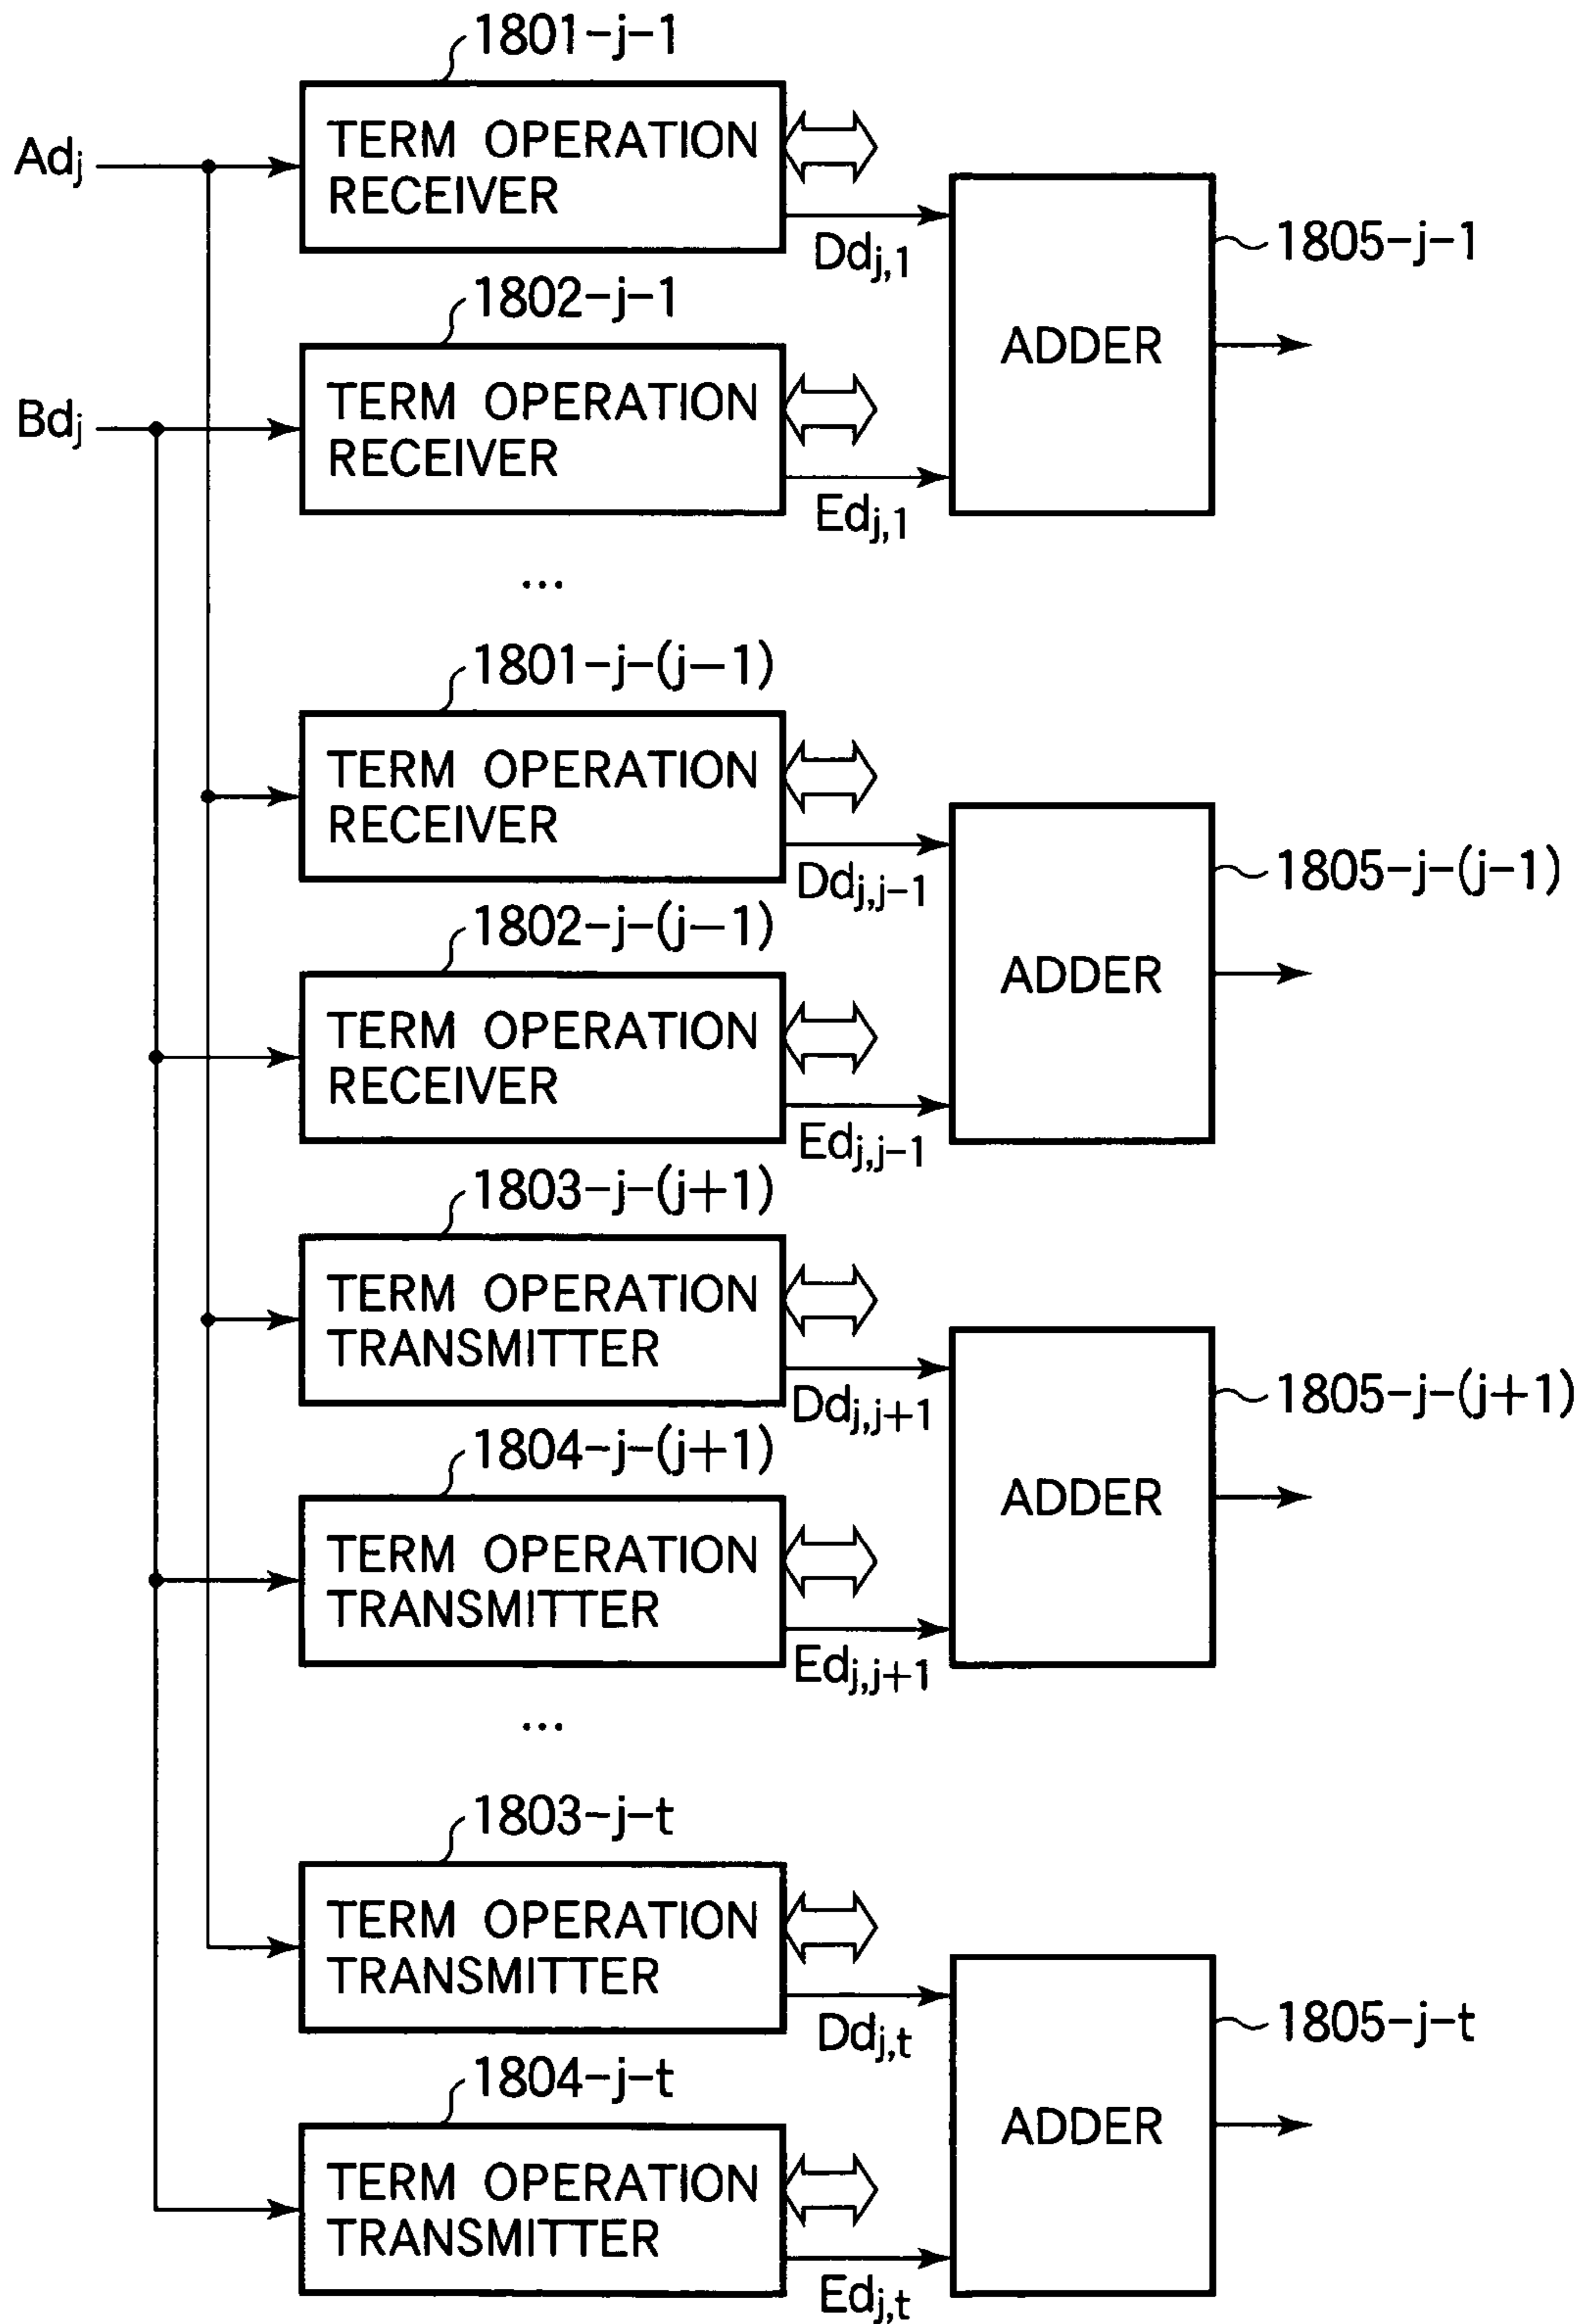 1801-j-1
Adj
TERM OPERATION
RECEIVER
Ddj,1
1805-j-1
1802-j-1
ADDER
Bdj
TERM OPERATION
RECEIVER
Edj,1
...
1801-j-(j-1)
TERM OPERATION
RECEIVER
Ddj,j-1
1805-j-(j-1)
1802-j-(j-1)
ADDER
TERM OPERATION
RECEIVER
Edj,j-1
1803-j-(j+1)
TERM OPERATION
TRANSMITTER
Ddj,j+1
1805-j-(j+1)
1804-j-(j+1)
ADDER
TERM OPERATION
TRANSMITTER
Edj,j+1
...
1803-j-t
TERM OPERATION
TRANSMITTER
Ddj,t
1805-j-t
1804-j-t
ADDER
TERM OPERATION
TRANSMITTER
Edj,t